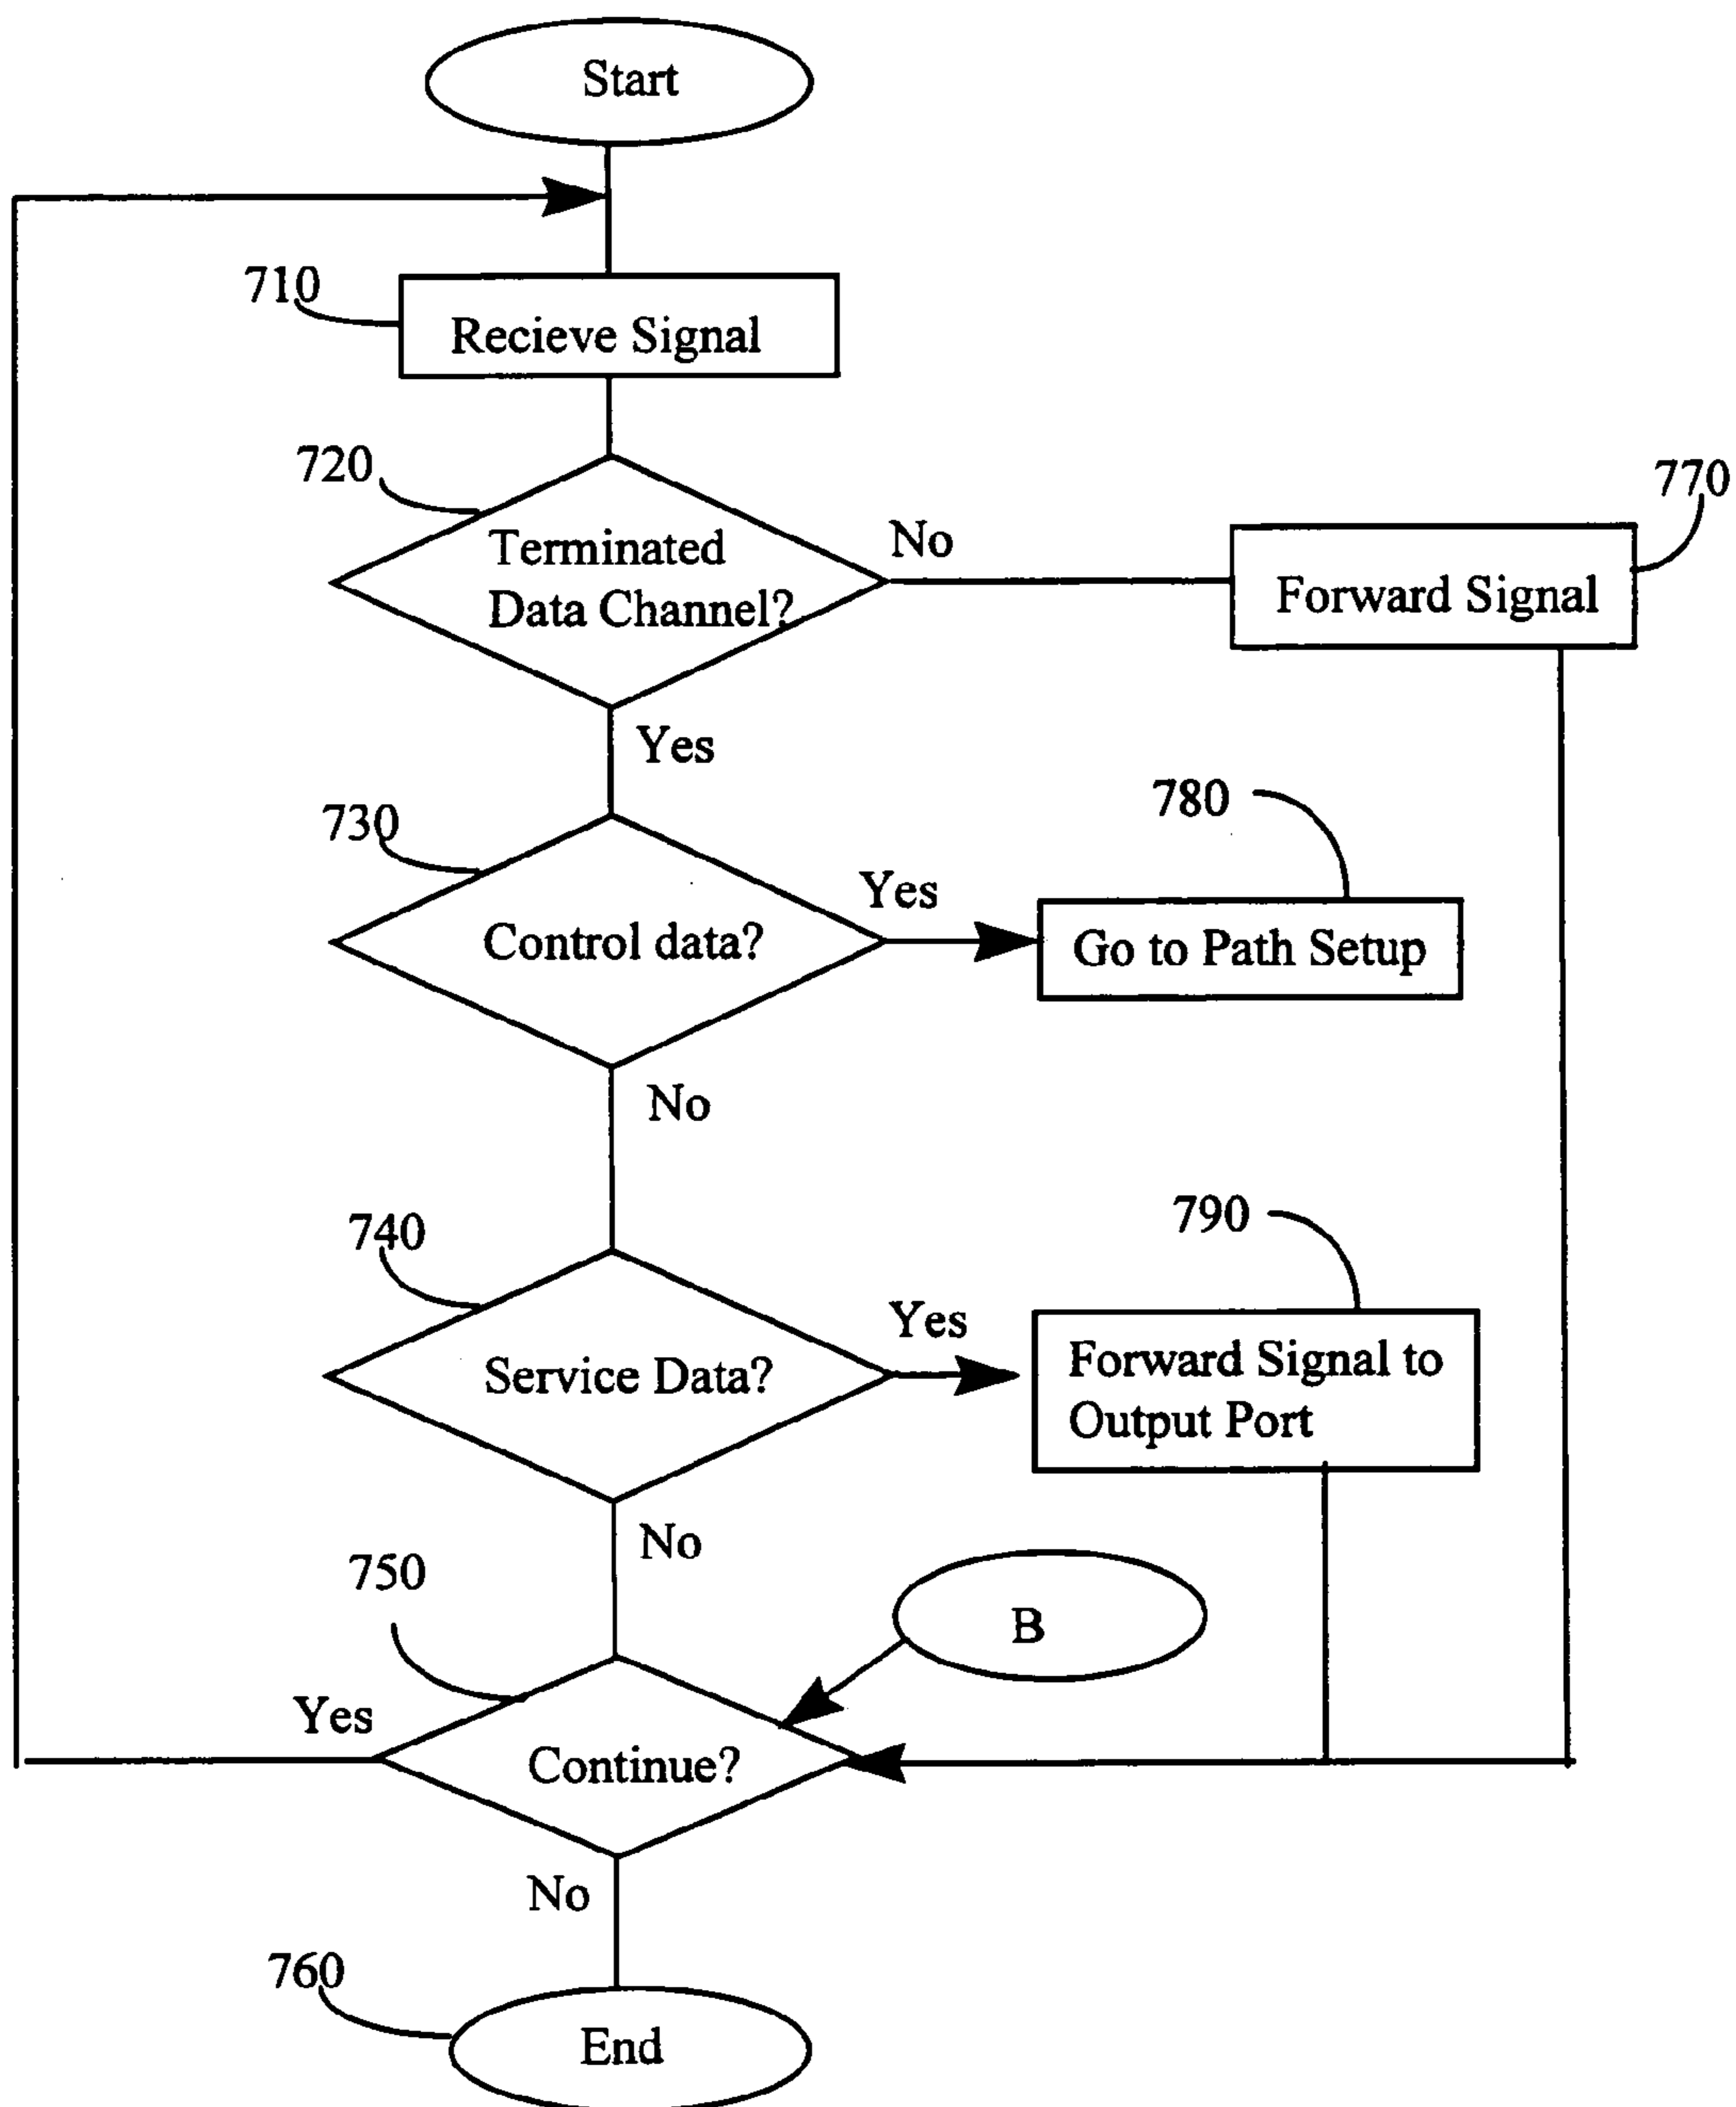 Start
710
Recieve Signal
720
Terminated
Data Channel?
No
770
Forward Signal
Yes
730
Control data?
Yes
780
Go to Path Setup
No
740
Service Data?
Yes
790
Forward Signal to
Output Port
No
750
B
Yes
Continue?
No
760
End